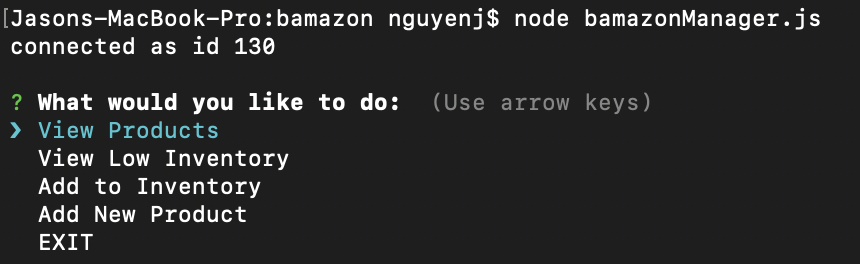 [Jasons-MacBook-Pro:bamazon nguyenj$ node bamazonManager.js
connected as id 130
? What would you like to do: (Use arrow keys)
❯ View Products
View Low Inventory
Add to Inventory
Add New Product
EXIT